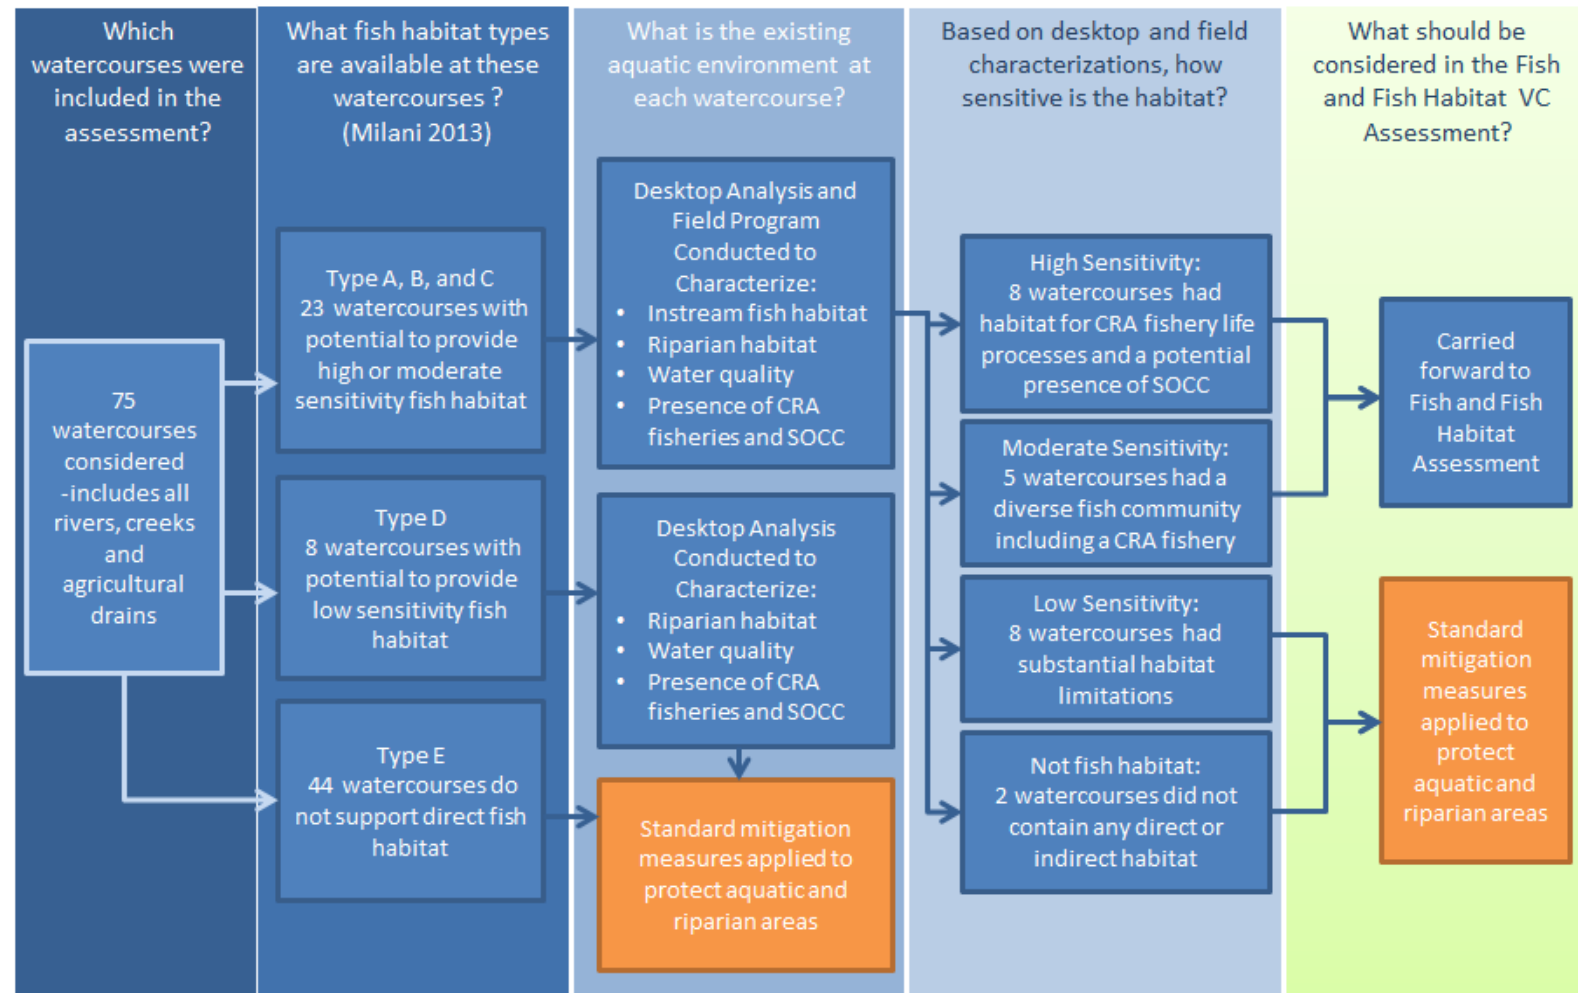 Which
watercourses were
included in the
assessment?
What fish habitat types
are available at these
watercourses ?
(Milani 2013)
What is the existing
aquatic environment at
each watercourse?
Based on desktop and field
characterizations, how
sensitive is the habitat?
What should be
considered in the Fish
and Fish Habitat VC
Assessment?
75
watercourses
considered
-includes all
rivers, creeks
and
agricultural
drains
Type A, B, and C
23 watercourses with
potential to provide
high or moderate
sensitivity fish habitat
Type D
8 watercourses with
potential to provide
low sensitivity fish
habitat
Type E
44 watercourses do
not support direct fish
habitat
Desktop Analysis and
Field Program
Conducted to
Characterize:
• Instream fish habitat
• Riparian habitat
• Water quality
• Presence of CRA
fisheries and SOCC
Desktop Analysis
Conducted to
Characterize:
• Riparian habitat
• Water quality
• Presence of CRA
fisheries and SOCC
Standard mitigation
measures applied to
protect aquatic and
riparian areas
High Sensitivity:
8 watercourses had
habitat for CRA fishery life
processes and a potential
presence of SOCC
Moderate Sensitivity:
5 watercourses had a
diverse fish community
including a CRA fishery
Low Sensitivity:
8 watercourses had
substantial habitat
limitations
Not fish habitat:
2 watercourses did not
contain any direct or
indirect habitat
Carried
forward to
Fish and Fish
Habitat
Assessment
Standard
mitigation
measures
applied to
protect
aquatic and
riparian areas